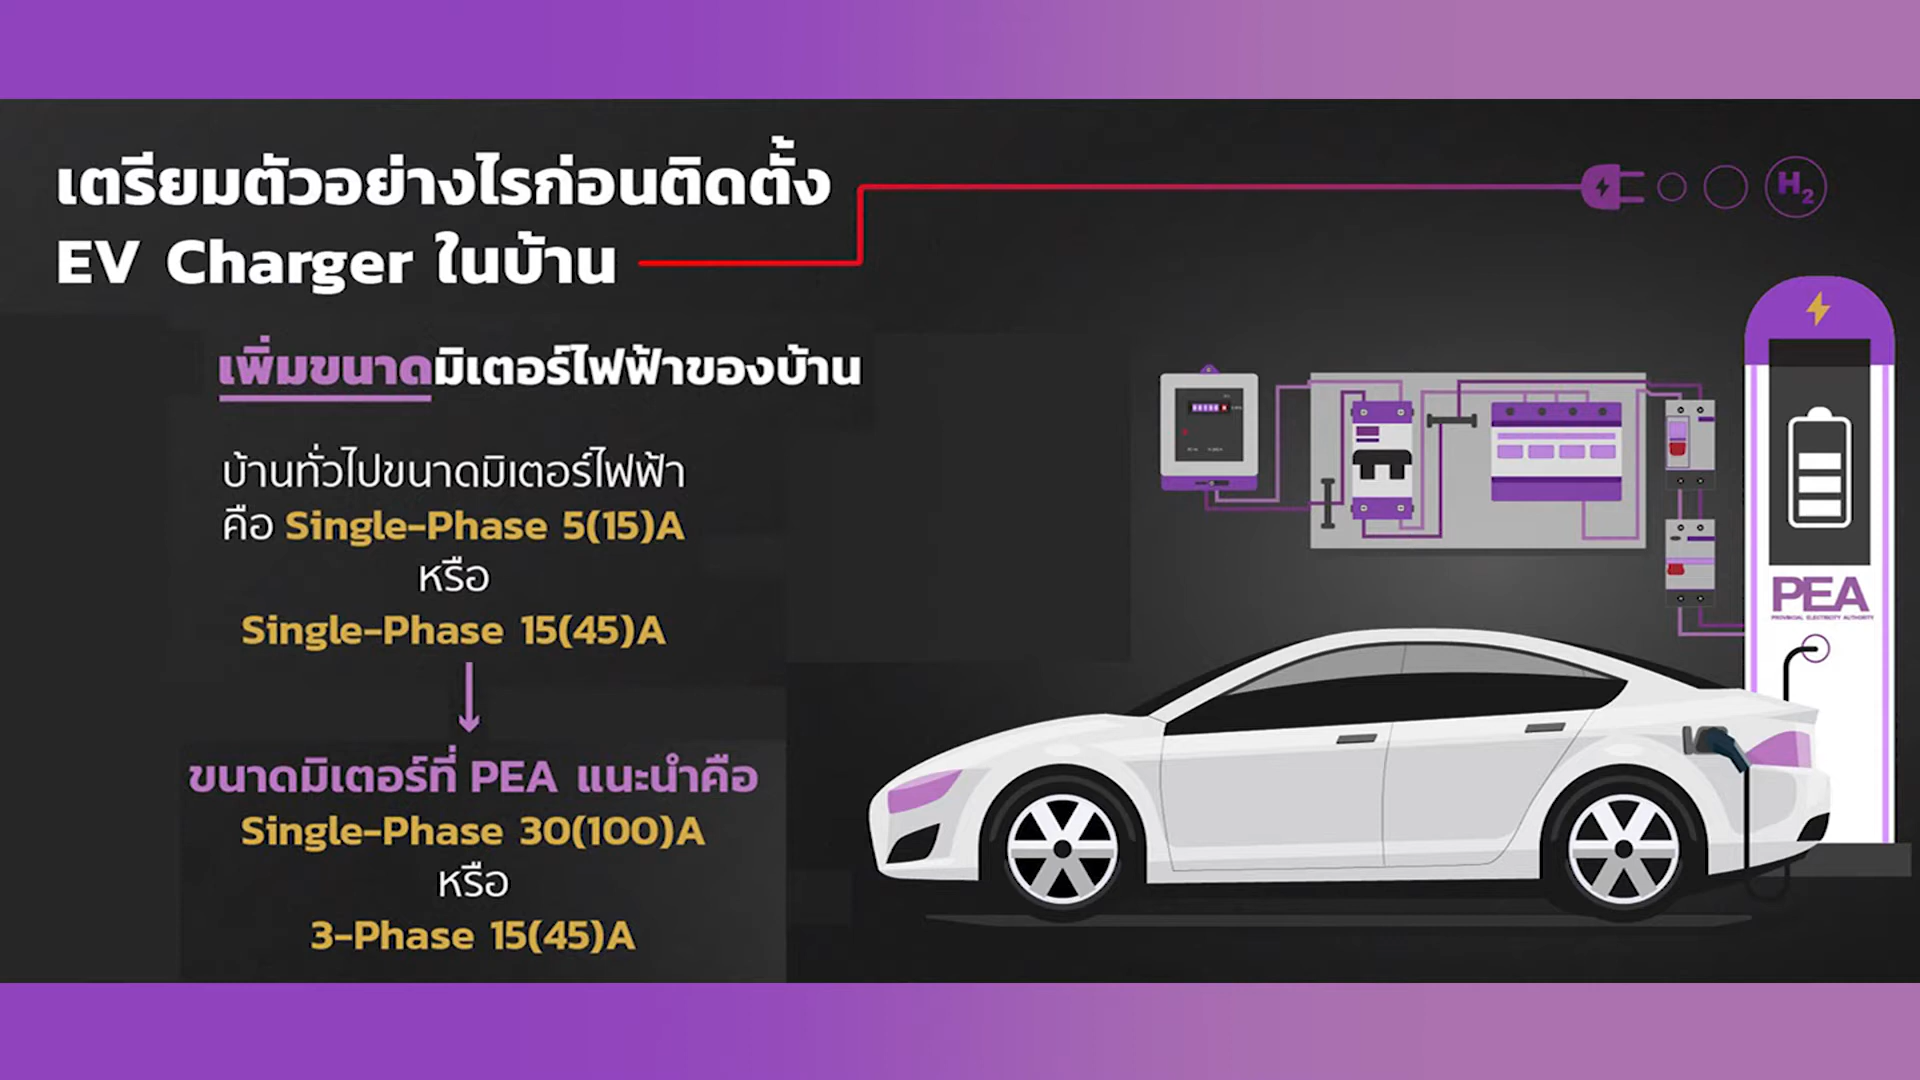 เตรียมตัวอย่างไรก่อนติดตั้ง
EV Charger ในบ้าน
H2
เพิ่มขนาดมิเตอร์ไฟฟ้าของบ้าน
บ้านทั่วไปขนาดมิเตอร์ไฟฟ้า
คือ Single-Phase 5(15)A
หรือ
Single-Phase 15(45)A
ขนาดมิเตอร์ที่ PEA แนะนำคือ
Single-Phase 30(100)A
หรือ
3-Phase 15(45)A
PEA
PROVINCIAL ELECTRICITY AUTHORITY